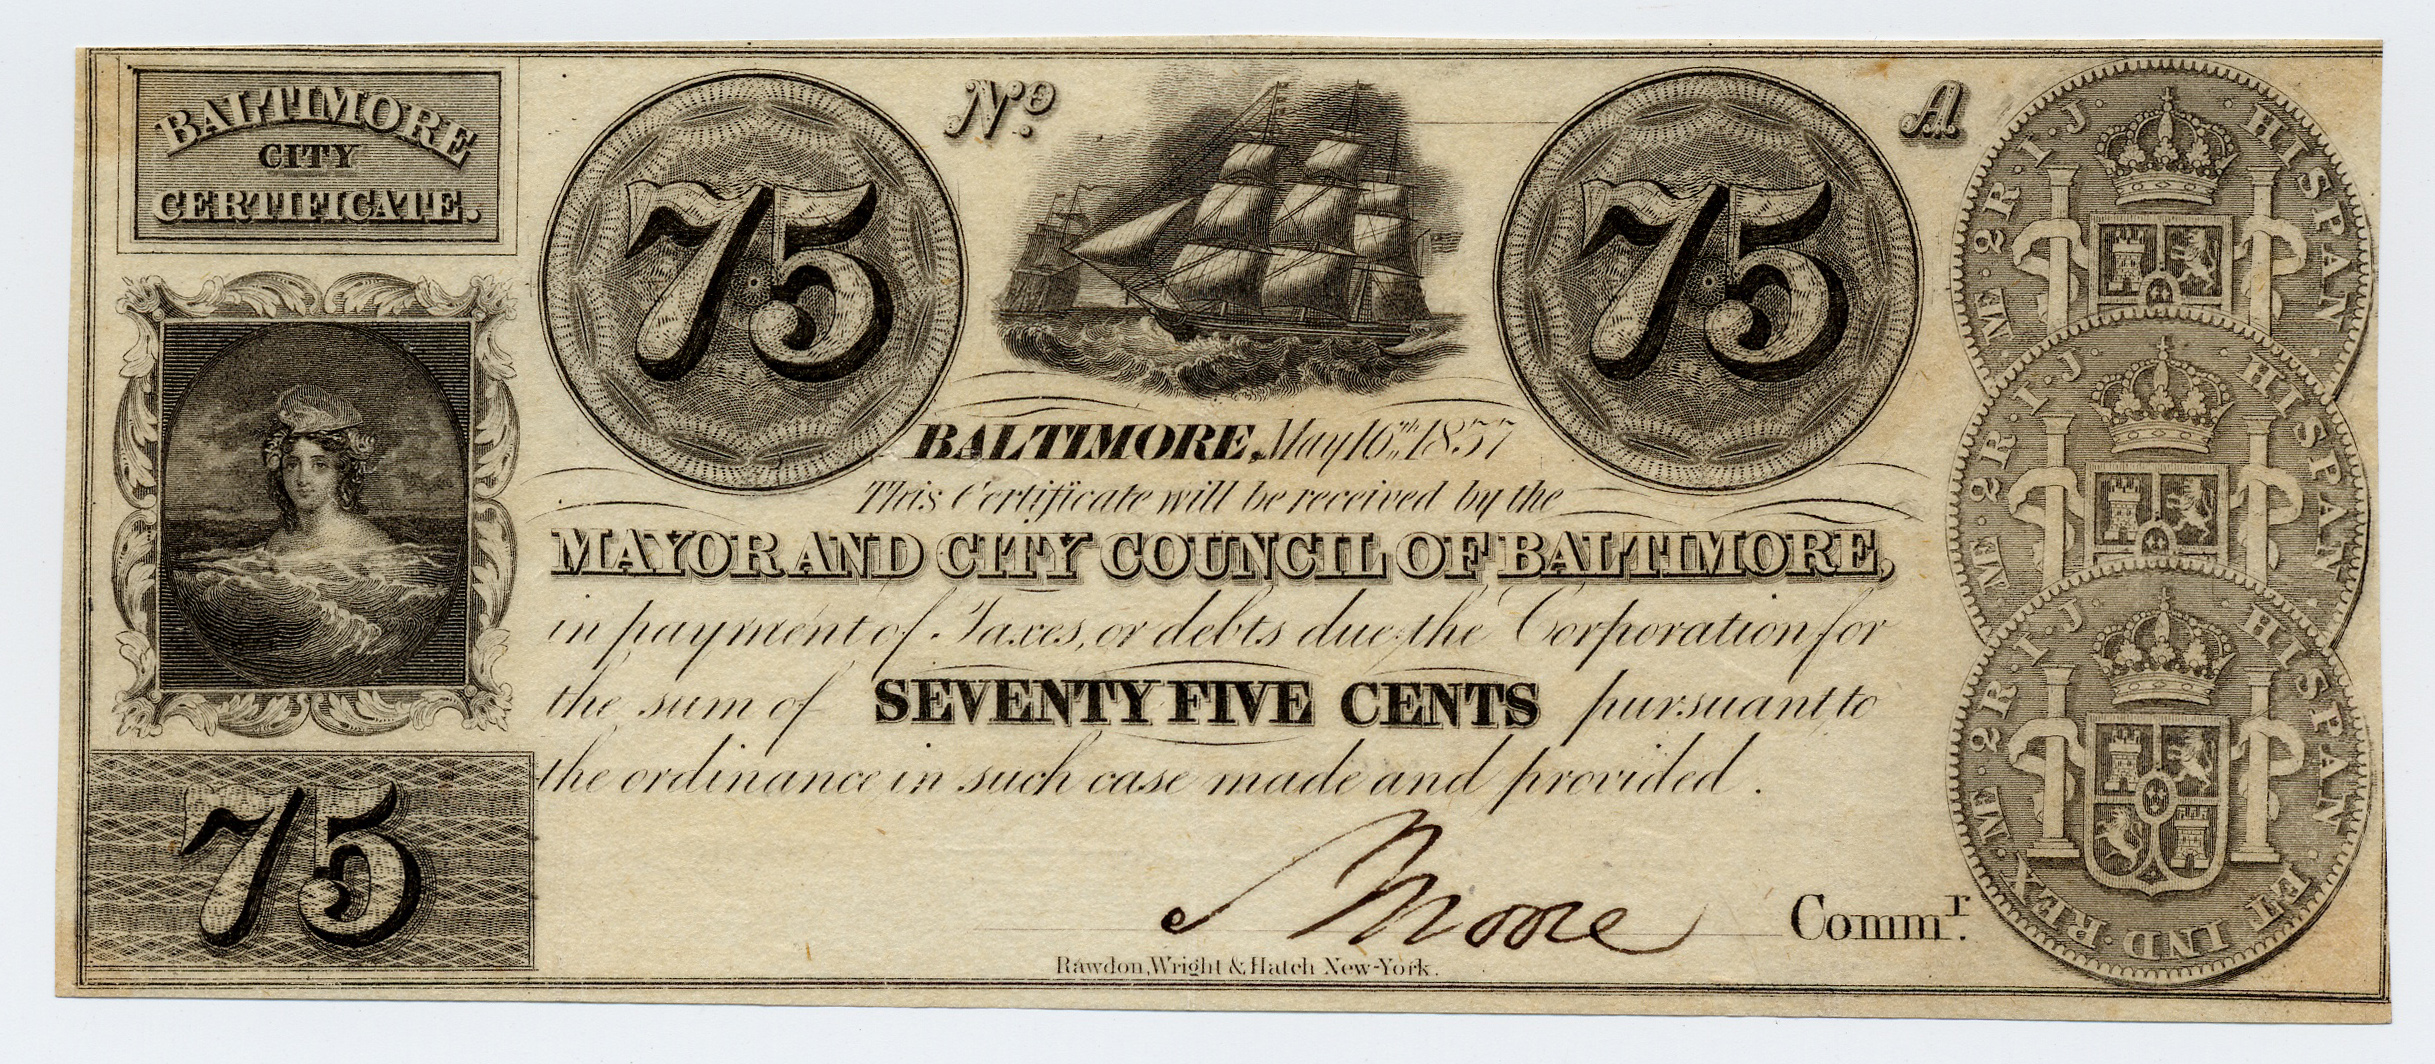 BALTIMORE
CITY
CERTIFICATE.
75
75
No.
75
A
BALTIMORE, May 16th, 1837
This Certificate will be received by the
MAYOR AND CITY COUNCIL OF BALTIMORE,
in payment of Taxes, or debts due the Corporation for
the sum of SEVENTY FIVE CENTS pursuant to
the ordinance in such case made and provided.
S Moore Commr.
Rawdon, Wright & Hatch New-York.
·ME·2R·I·J· ·HISPAN·
·ME·2R·I·J· ·HISPAN·
·HISPAN· ET IND·REX·ME·2R·I·J·